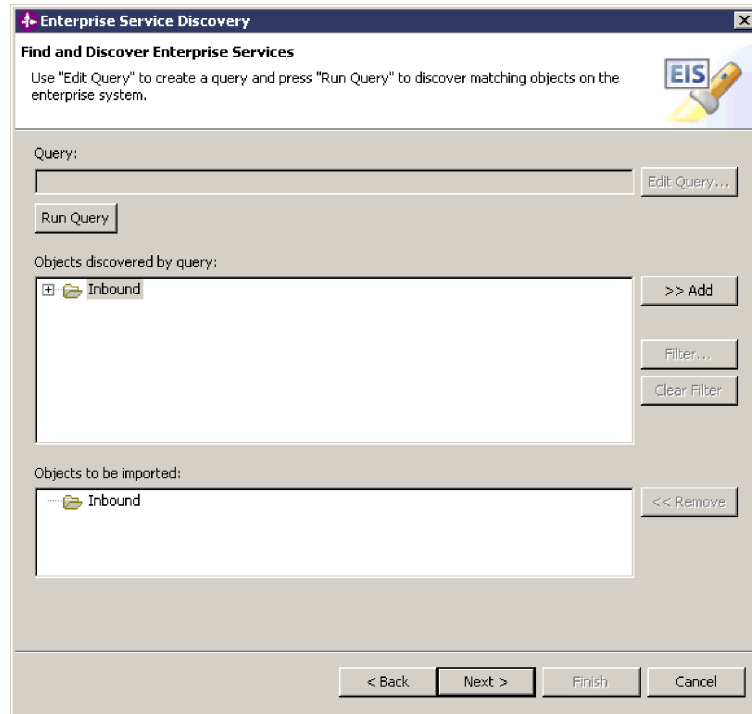 Enterprise Service Discovery
Find and Discover Enterprise Services
Use "Edit Query" to create a query and press "Run Query" to discover matching objects on the
enterprise system.
EIS
Query:
Edit Query...
Run Query
Objects discovered by query:
Inbound
>> Add
Filter...
Clear Filter
Objects to be imported:
Inbound
<< Remove
< Back
Next >
Finish
Cancel